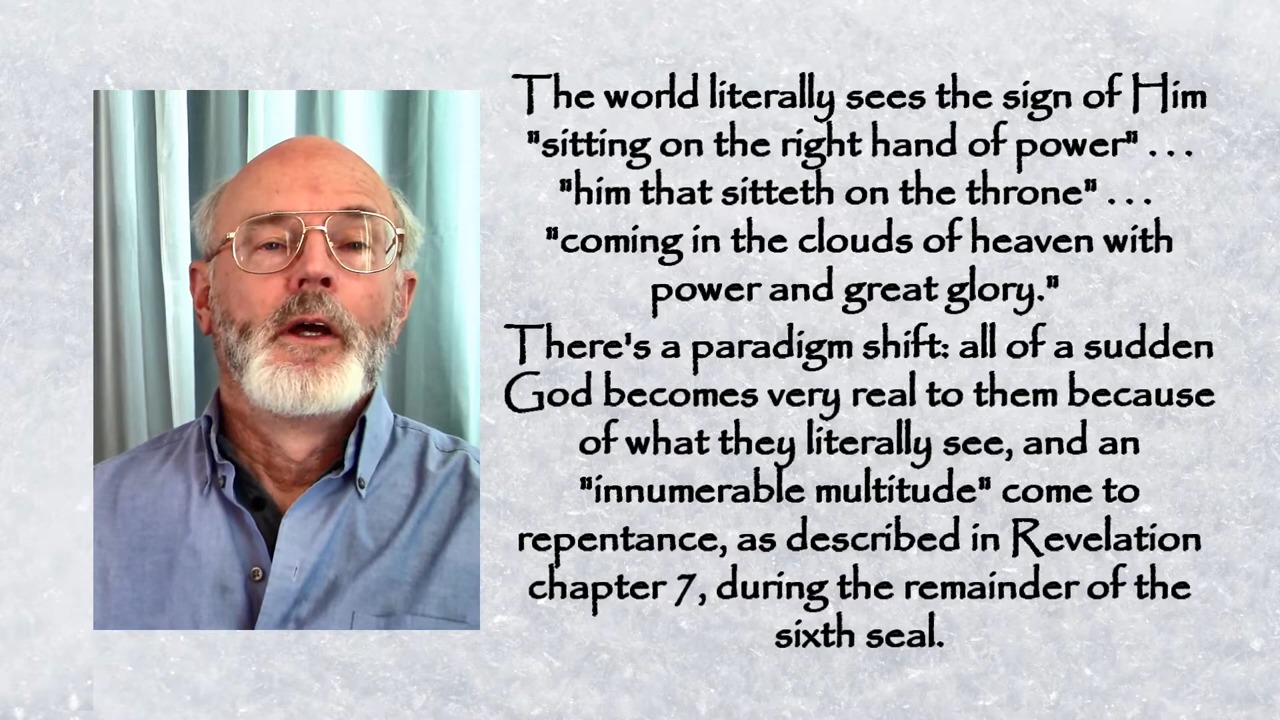 The world literally sees the sign of Him
"sitting on the right hand of power" . . .
"him that sitteth on the throne" . . .
"coming in the clouds of heaven with
power and great glory."
There's a paradigm shift: all of a sudden
God becomes very real to them because
of what they literally see, and an
"innumerable multitude" come to
repentance, as described in Revelation
chapter 7, during the remainder of the
sixth seal.